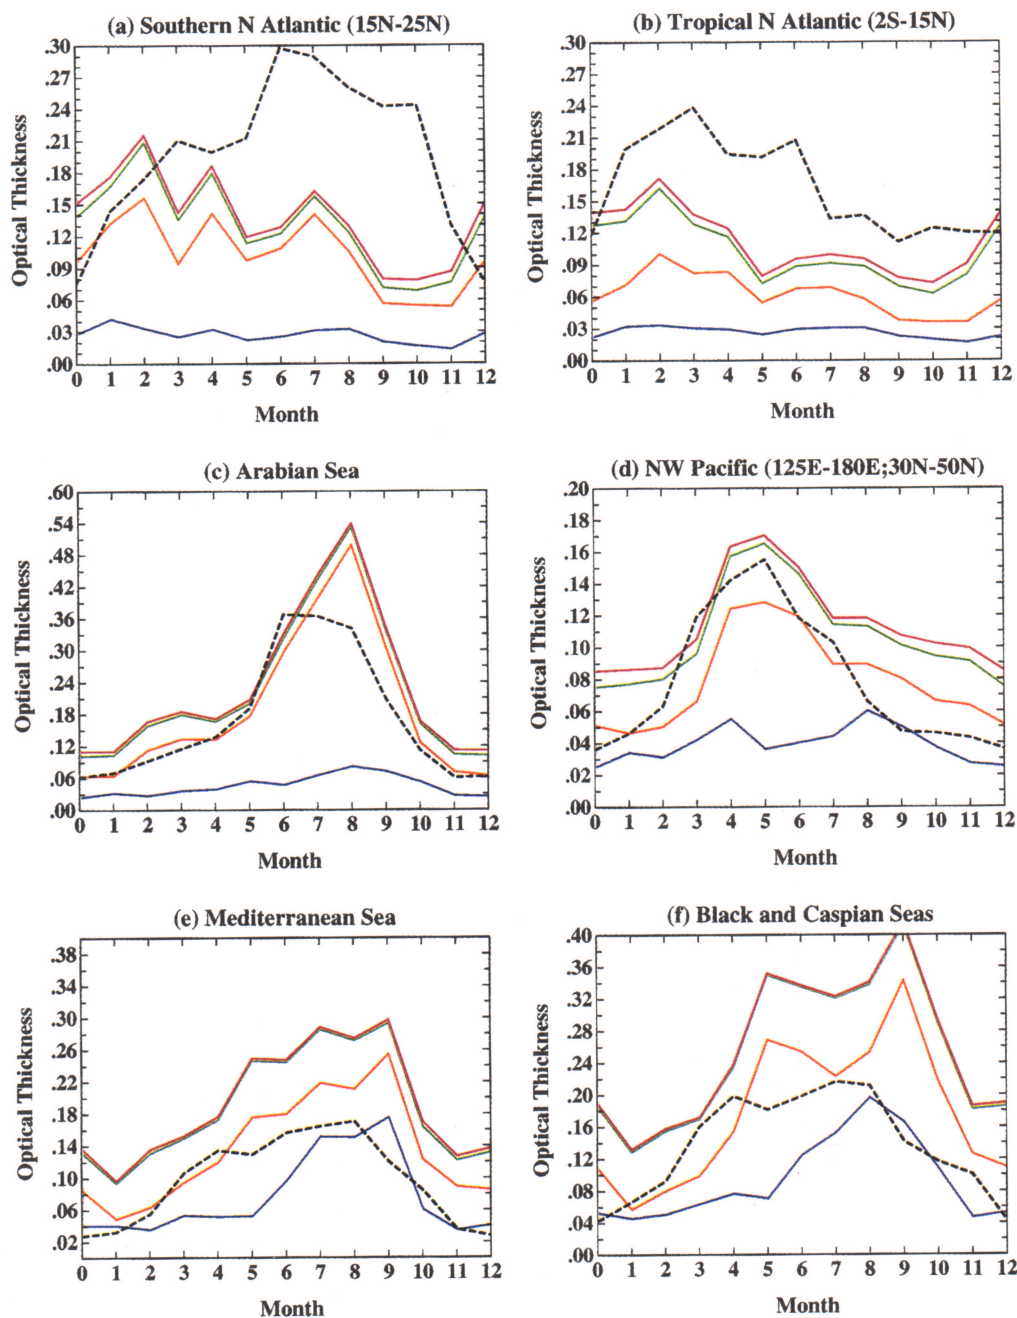 (a) Southern N Atlantic (15N-25N)
.30
.27
.24
.21
.18
.15
.12
.09
.06
.03
.00
Optical Thickness
0 1 2 3 4 5 6 7 8 9 10 11 12
Month
(b) Tropical N Atlantic (2S-15N)
.30
.27
.24
.21
.18
.15
.12
.09
.06
.03
.00
Optical Thickness
0 1 2 3 4 5 6 7 8 9 10 11 12
Month
(c) Arabian Sea
.60
.54
.48
.42
.36
.30
.24
.18
.12
.06
.00
Optical Thickness
0 1 2 3 4 5 6 7 8 9 10 11 12
Month
(d) NW Pacific (125E-180E;30N-50N)
.20
.18
.16
.14
.12
.10
.08
.06
.04
.02
.00
Optical Thickness
0 1 2 3 4 5 6 7 8 9 10 11 12
Month
(e) Mediterranean Sea
.38
.34
.30
.26
.22
.18
.14
.10
.06
.02
Optical Thickness
0 1 2 3 4 5 6 7 8 9 10 11 12
Month
(f) Black and Caspian Seas
.40
.36
.32
.28
.24
.20
.16
.12
.08
.04
.00
Optical Thickness
0 1 2 3 4 5 6 7 8 9 10 11 12
Month